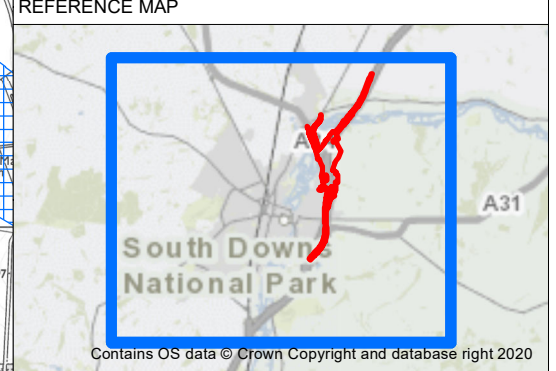 REFERENCE MAP
A31
South Downs
National Park
Contains OS data © Crown Copyright and database right 2020